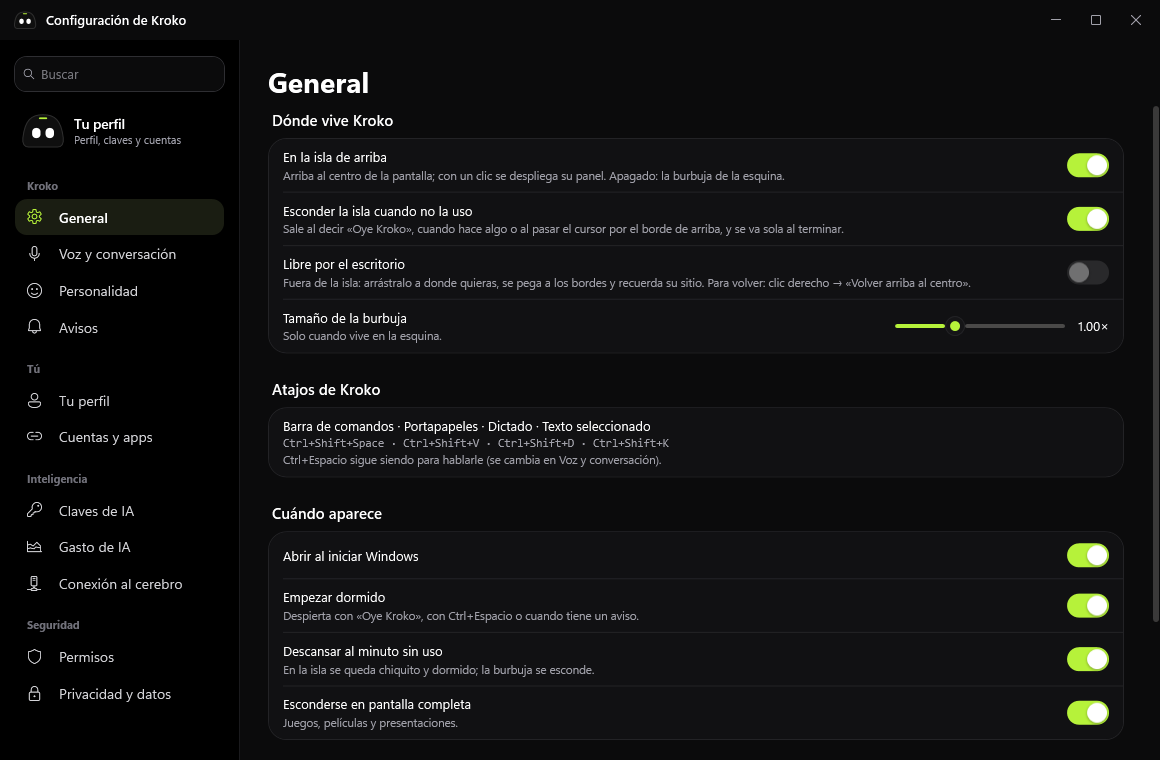 Configuración de Kroko
Buscar
Tu perfil
Perfil, claves y cuentas
Kroko
General
Voz y conversación
Personalidad
Avisos
Tú
Tu perfil
Cuentas y apps
Inteligencia
Claves de IA
Gasto de IA
Conexión al cerebro
Seguridad
Permisos
Privacidad y datos
General
Dónde vive Kroko
En la isla de arriba
Arriba al centro de la pantalla; con un clic se despliega su panel. Apagado: la burbuja de la esquina.
Esconder la isla cuando no la uso
Sale al decir «Oye Kroko», cuando hace algo o al pasar el cursor por el borde de arriba, y se va sola al terminar.
Libre por el escritorio
Fuera de la isla: arrástralo a donde quieras, se pega a los bordes y recuerda su sitio. Para volver: clic derecho → «Volver arriba al centro».
Tamaño de la burbuja
Solo cuando vive en la esquina.
1.00×
Atajos de Kroko
Barra de comandos · Portapapeles · Dictado · Texto seleccionado
Ctrl+Shift+Space · Ctrl+Shift+V · Ctrl+Shift+D · Ctrl+Shift+K
Ctrl+Espacio sigue siendo para hablarle (se cambia en Voz y conversación).
Cuándo aparece
Abrir al iniciar Windows
Empezar dormido
Despierta con «Oye Kroko», con Ctrl+Espacio o cuando tiene un aviso.
Descansar al minuto sin uso
En la isla se queda chiquito y dormido; la burbuja se esconde.
Esconderse en pantalla completa
Juegos, películas y presentaciones.